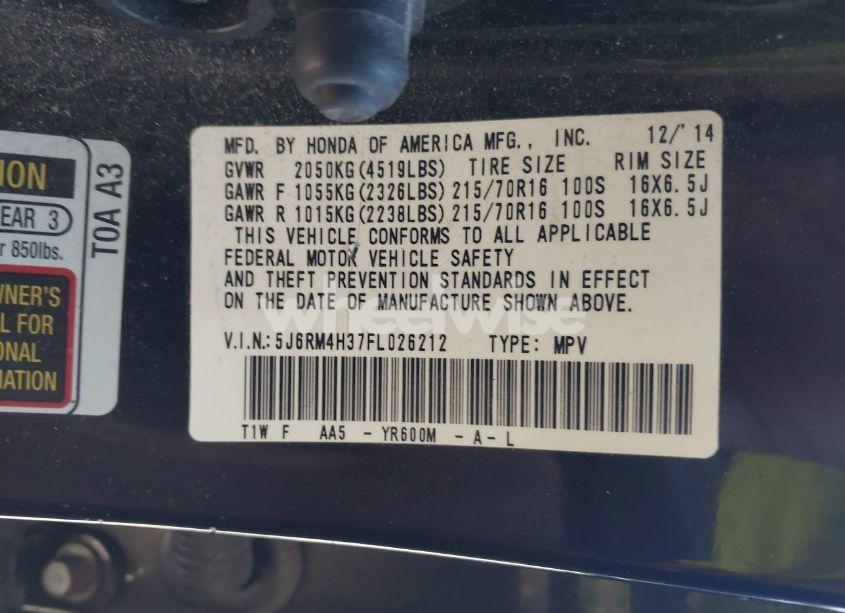 ION
EAR 3
r 850lbs.
WNER'S
L FOR
ONAL
MATION
TOA A3
MFD. BY HONDA OF AMERICA MFG., INC. 12/'14
GVWR 2050KG(4519LBS) TIRE SIZE RIM SIZE
GAWR F 1055KG(2326LBS) 215/70R16 100S 16X6.5J
GAWR R 1015KG(2238LBS) 215/70R16 100S 16X6.5J
THIS VEHICLE CONFORMS TO ALL APPLICABLE
FEDERAL MOTOR VEHICLE SAFETY
AND THEFT PREVENTION STANDARDS IN EFFECT
ON THE DATE OF MANUFACTURE SHOWN ABOVE.
wheelwise
V.I.N.:5J6RM4H37FL026212 TYPE: MPV
T1W F AA5 - YR600M - A - L